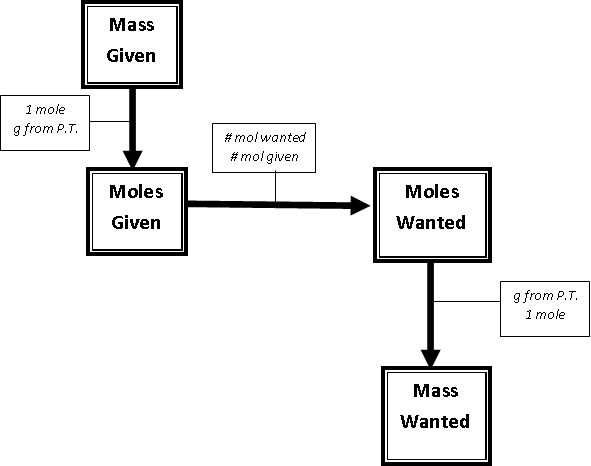 Mass
Given
1 mole
g from P.T.
# mol wanted
# mol given
Moles
Given
Moles
Wanted
g from P.T.
1 mole
Mass
Wanted